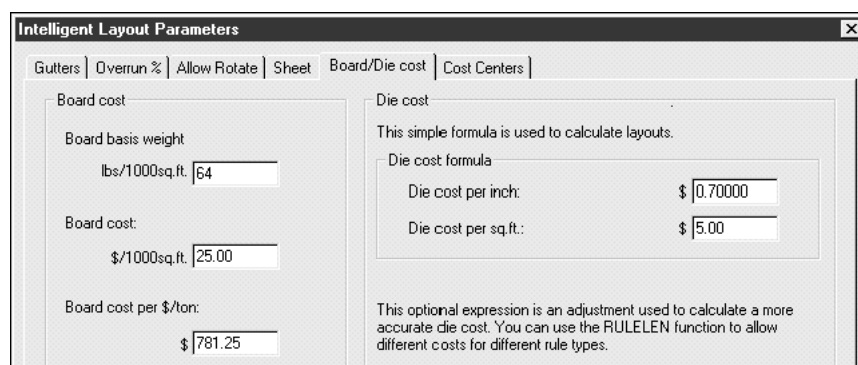 Intelligent Layout Parameters
Gutters Overrun % Allow Rotate Sheet Board/Die cost Cost Centers
Board cost
Board basis weight
lbs/1000sq.ft. 64
Board cost:
$/1000sq.ft. 25.00
Board cost per $/ton:
$ 781.25
Die cost
This simple formula is used to calculate layouts.
Die cost formula
Die cost per inch: $ 0.70000
Die cost per sq.ft.: $ 5.00
This optional expression is an adjustment used to calculate a more
accurate die cost. You can use the RULELEN function to allow
different costs for different rule types.